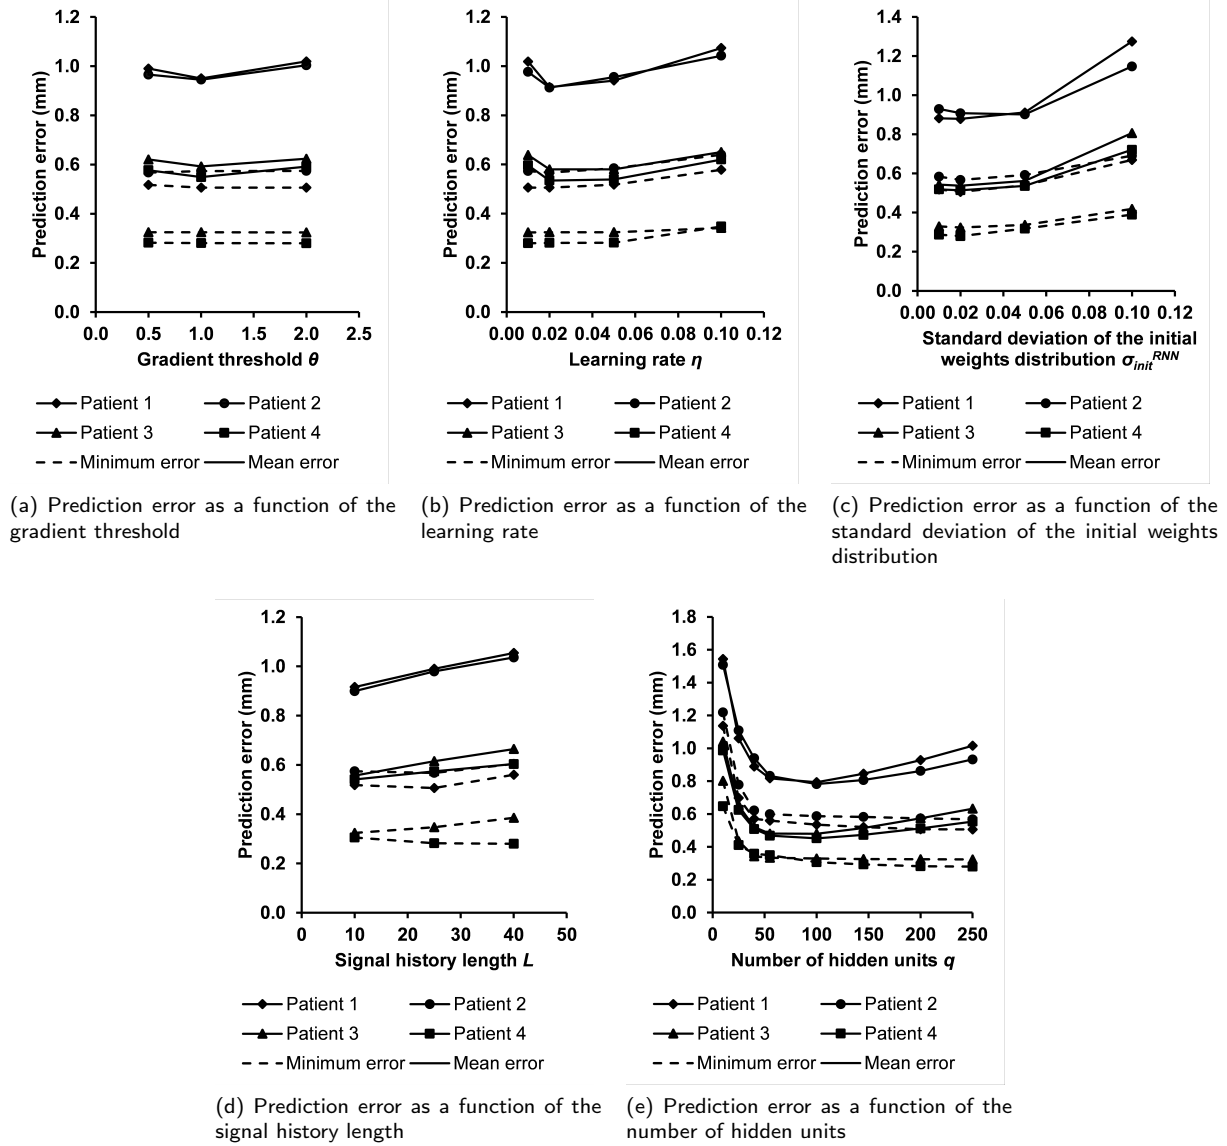 1.2
1.0
0.8
0.6
0.4
0.2
0.0
Prediction error (mm)
0.0 0.5 1.0 1.5 2.0 2.5
Gradient threshold θ
Patient 1 Patient 2
Patient 3 Patient 4
Minimum error Mean error
(a) Prediction error as a function of the
gradient threshold
1.2
1.0
0.8
0.6
0.4
0.2
0.0
Prediction error (mm)
0.00 0.02 0.04 0.06 0.08 0.10 0.12
Learning rate η
Patient 1 Patient 2
Patient 3 Patient 4
Minimum error Mean error
(b) Prediction error as a function of the
learning rate
1.4
1.2
1.0
0.8
0.6
0.4
0.2
0.0
Prediction error (mm)
0.00 0.02 0.04 0.06 0.08 0.10 0.12
Standard deviation of the initial
weights distribution σinit^RNN
Patient 1 Patient 2
Patient 3 Patient 4
Minimum error Mean error
(c) Prediction error as a function of the
standard deviation of the initial weights
distribution
1.2
1.0
0.8
0.6
0.4
0.2
0.0
Prediction error (mm)
0 10 20 30 40 50
Signal history length L
Patient 1 Patient 2
Patient 3 Patient 4
Minimum error Mean error
(d) Prediction error as a function of the
signal history length
1.8
1.6
1.4
1.2
1.0
0.8
0.6
0.4
0.2
0.0
Prediction error (mm)
0 50 100 150 200 250
Number of hidden units q
Patient 1 Patient 2
Patient 3 Patient 4
Minimum error Mean error
(e) Prediction error as a function of the
number of hidden units